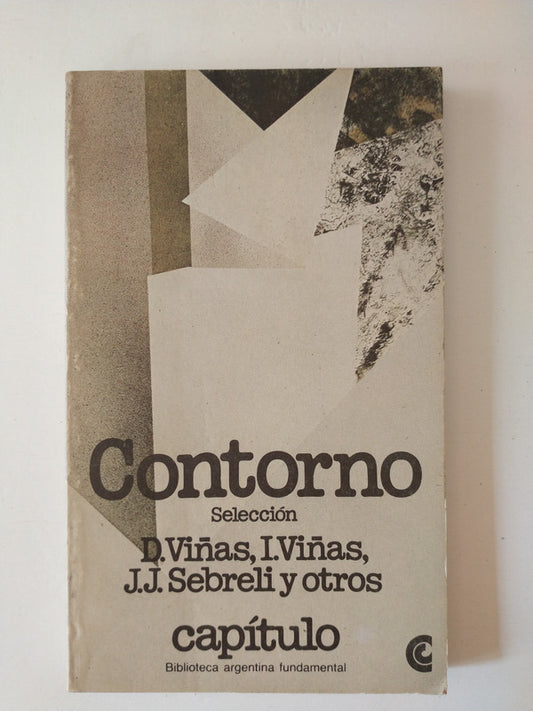 Contorno
Selección
D.Viñas, I.Viñas,
J.J. Sebreli y otros
capítulo
Biblioteca argentina fundamental